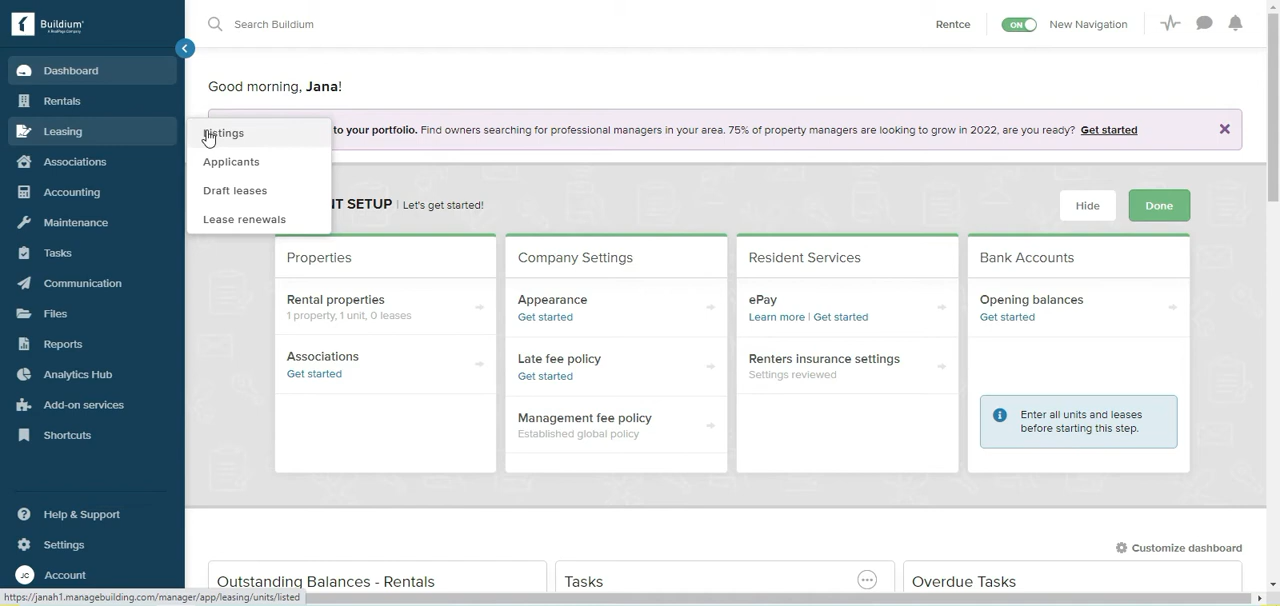 Buildium®
A RealPage Company
Search Buildium
Rentce
ON
New Navigation
Dashboard
Rentals
Leasing
Associations
Accounting
Maintenance
Tasks
Communication
Files
Reports
Analytics Hub
Add-on services
Shortcuts
Help & Support
Settings
JC Account
Listings
Applicants
Draft leases
Lease renewals
Good morning, Jana!
to your portfolio. Find owners searching for professional managers in your area. 75% of property managers are looking to grow in 2022, are you ready? Get started
NT SETUP | Let's get started!
Hide
Done
Properties
Rental properties
1 property, 1 unit, 0 leases
Associations
Get started
Company Settings
Appearance
Get started
Late fee policy
Get started
Management fee policy
Established global policy
Resident Services
ePay
Learn more | Get started
Renters insurance settings
Settings reviewed
Bank Accounts
Opening balances
Get started
Enter all units and leases
before starting this step.
Customize dashboard
Outstanding Balances - Rentals
Tasks
Overdue Tasks
https://janah1.managebuilding.com/manager/app/leasing/units/listed